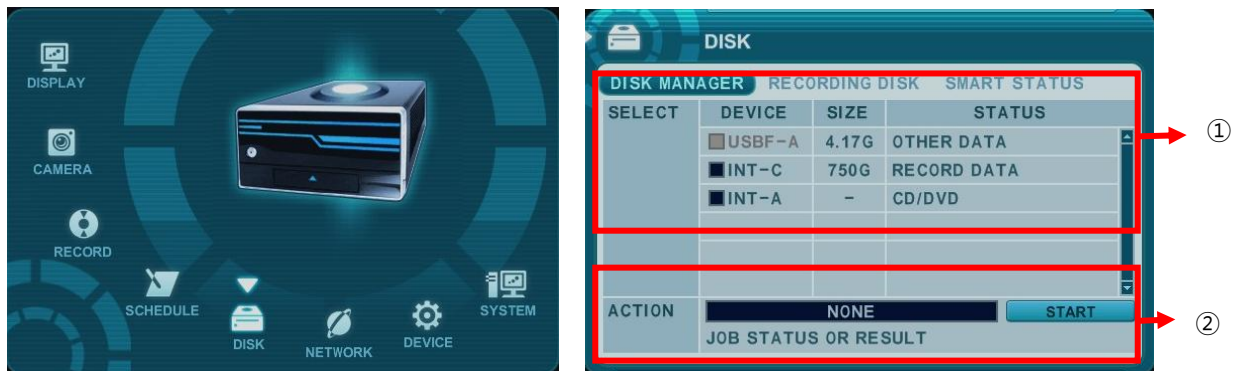 DISPLAY
CAMERA
RECORD
SCHEDULE
DISK
NETWORK
DEVICE
SYSTEM
DISK
DISK MANAGER RECORDING DISK SMART STATUS
SELECT DEVICE SIZE STATUS
USBF-A 4.17G OTHER DATA
INT-C 750G RECORD DATA
INT-A - CD/DVD
①
ACTION NONE START
JOB STATUS OR RESULT
②